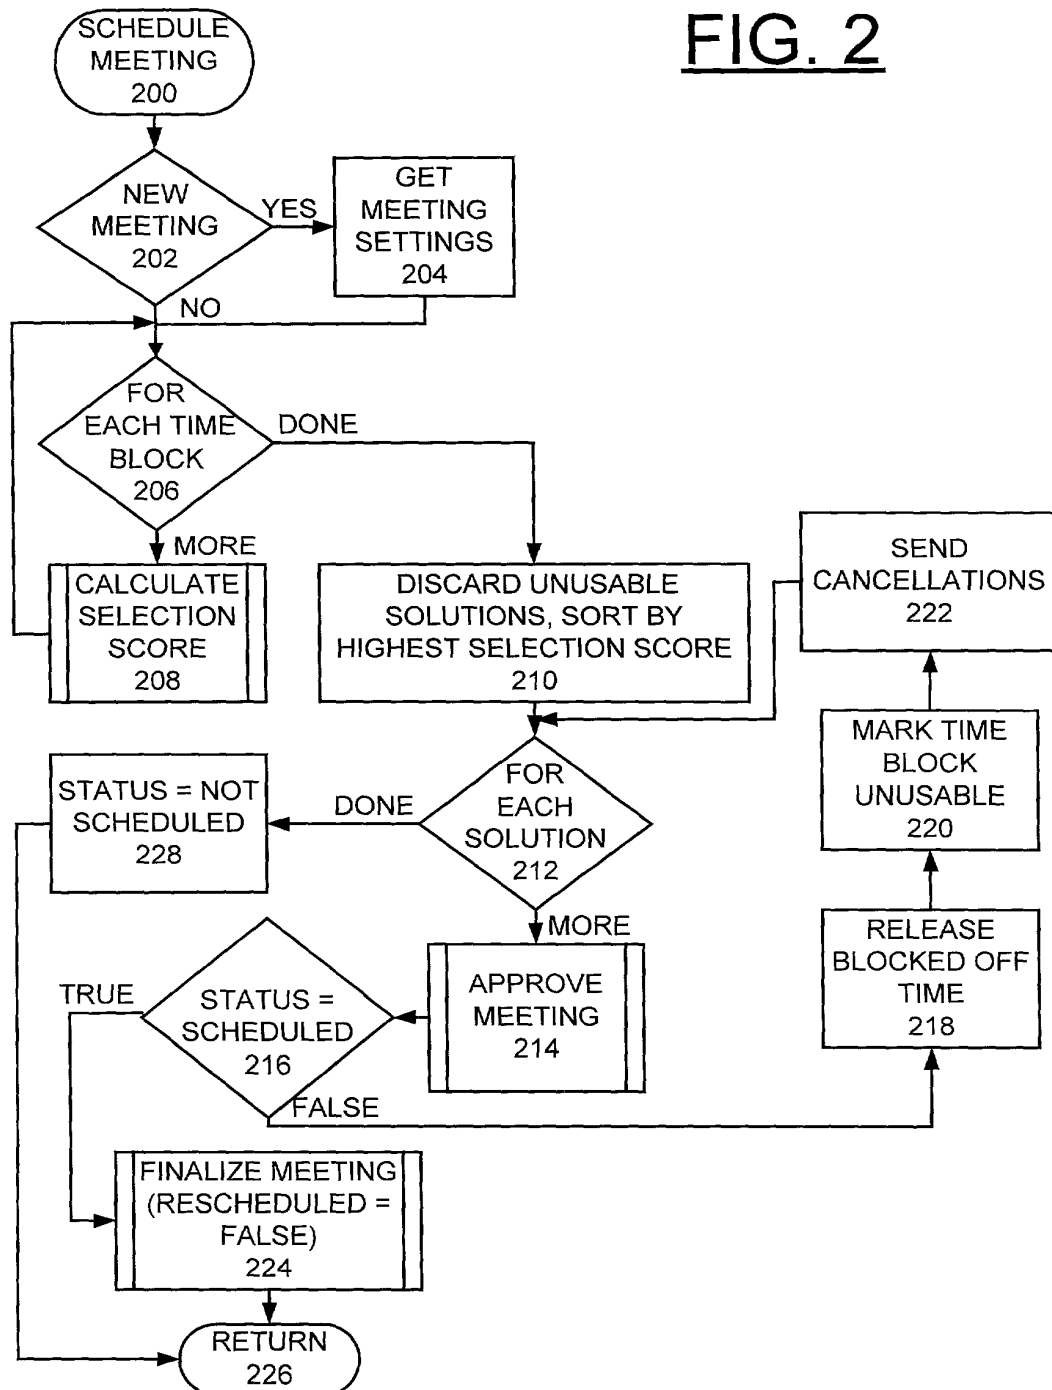 FIG. 2
SCHEDULE
MEETING
200
NEW
MEETING
202
YES
GET
MEETING
SETTINGS
204
NO
FOR
EACH TIME
BLOCK
206
DONE
MORE
CALCULATE
SELECTION
SCORE
208
DISCARD UNUSABLE
SOLUTIONS, SORT BY
HIGHEST SELECTION SCORE
210
SEND
CANCELLATIONS
222
MARK TIME
BLOCK
UNUSABLE
220
FOR
EACH
SOLUTION
212
DONE
STATUS = NOT
SCHEDULED
228
MORE
APPROVE
MEETING
214
RELEASE
BLOCKED OFF
TIME
218
STATUS =
SCHEDULED
216
TRUE
FALSE
FINALIZE MEETING
(RESCHEDULED =
FALSE)
224
RETURN
226